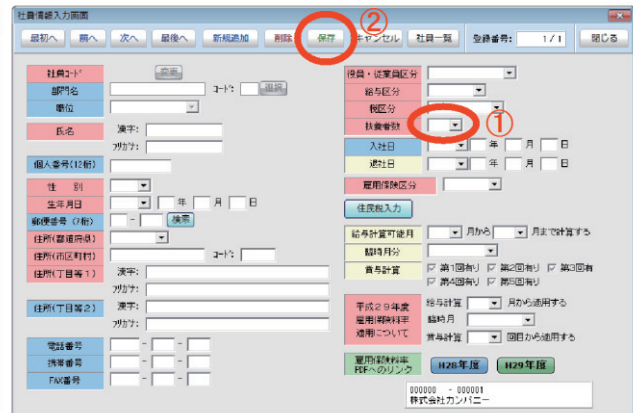 社員情報入力画面
最初へ 前へ 次へ 最後へ 新規追加 削除 保存 キャンセル 社員一覧 登録番号: 1/1 閉じる
②
社員コード 変更
部門名 コード: 選択
職位
氏名 漢字:
フリガナ:
個人番号(12桁)
性 別
生年月日 年 月 日
郵便番号 (7桁) - 検索
住所(都道府県)
住所(市区町村) コード:
住所(丁目等1) 漢字:
フリガナ:
住所(丁目等2) 漢字:
フリガナ:
電話番号 - -
携帯番号 - -
FAX番号 - -
役員・従業員区分
給与区分
税区分
扶養者数 ①
入社日 年 月 日
退社日 年 月 日
雇用保険区分
住民税入力
給与計算可能月 月から 月まで計算する
臨時月分
賞与計算 第1回有り 第2回有り 第3回有
第4回有り 第5回有り
平成29年度 給与計算 月から適用する
雇用保険料率 臨時月
適用について 賞与計算 回目から適用する
雇用保険料率
PDFへのリンク H28年度 H29年度
000000 - 000001
株式会社カンパニー